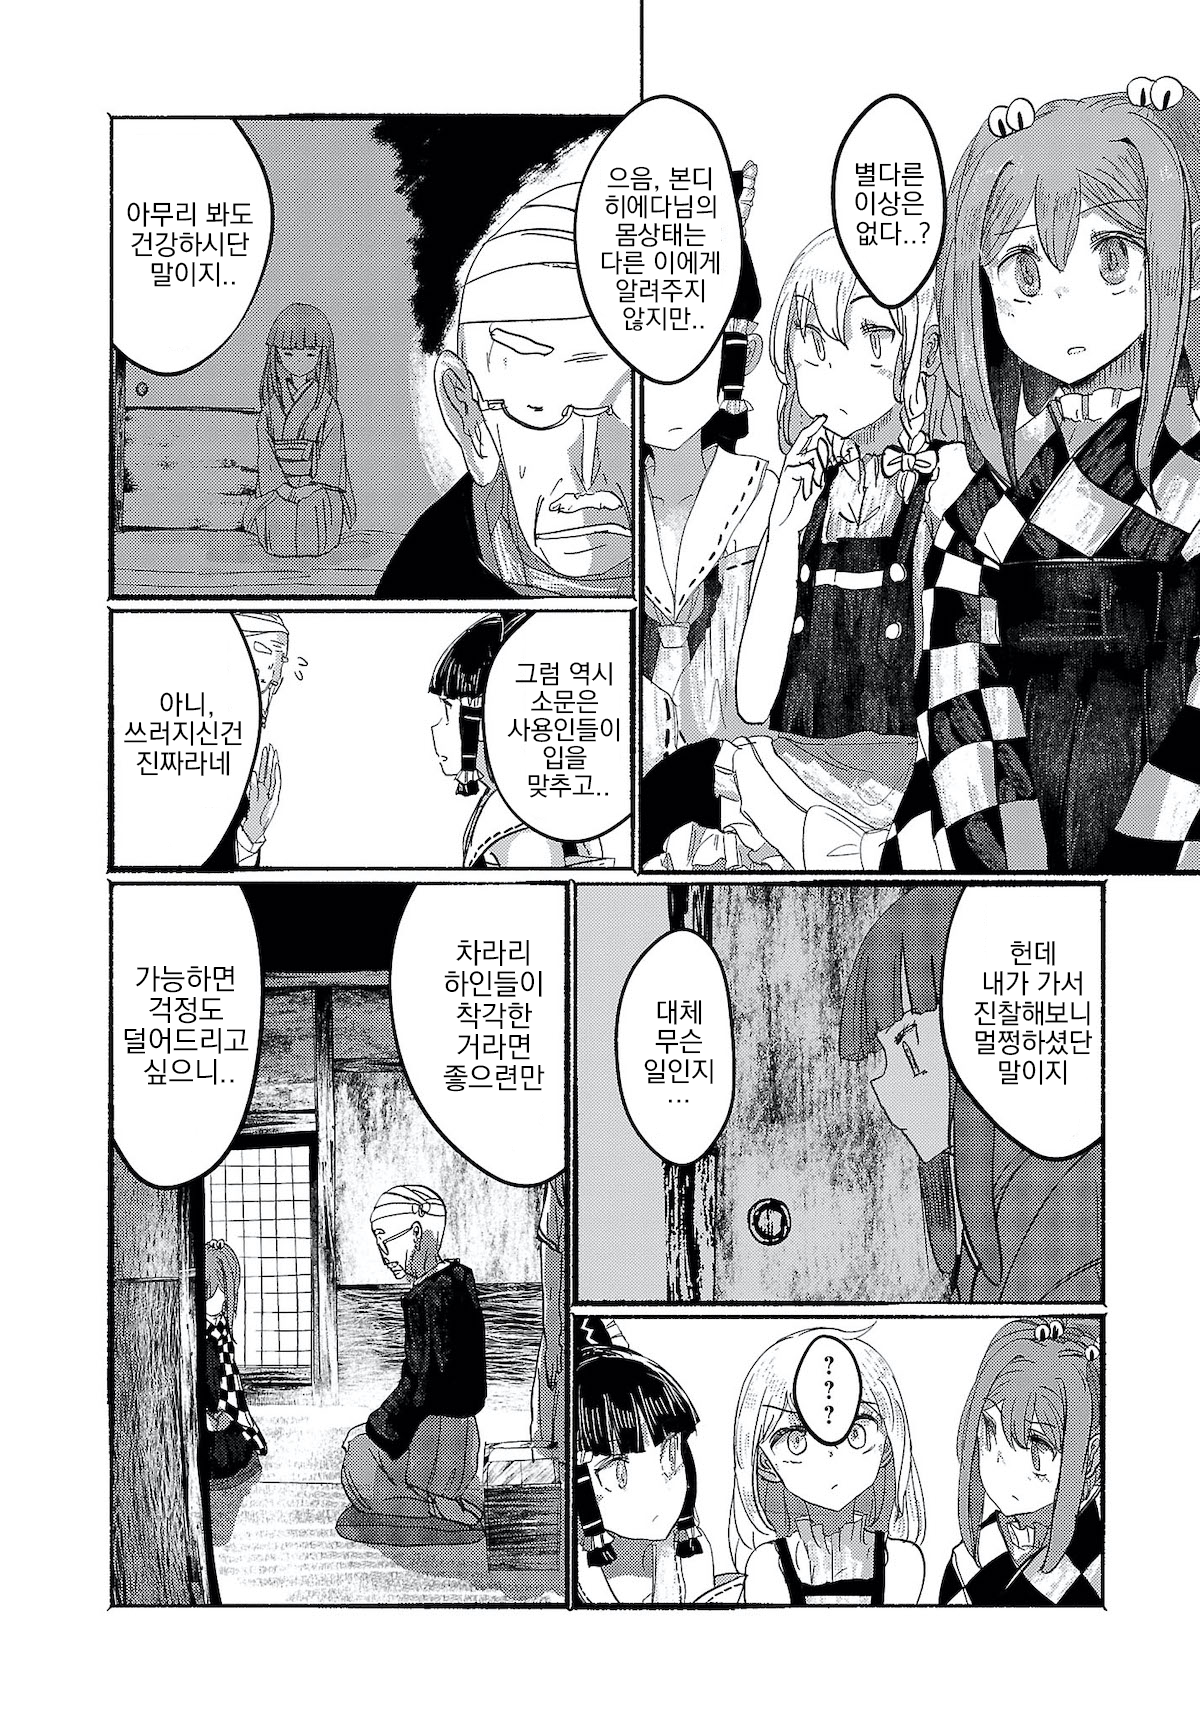 별다른
이상은
없다..?
으음, 본디
히에다님의
몸상태는
다른 이에게
알려주지
않지만..
아무리 봐도
건강하시단
말이지..
그럼 역시
소문은
사용인들이
입을
맞추고..
아니,
쓰러지신건
진짜라네
헌데
내가 가서
진찰해보니
멀쩡하셨단
말이지
대체
무슨
일인지
...
?
?
?
차라리
하인들이
착각한
거라면
좋으련만
가능하면
걱정도
덜어드리고
싶으니..